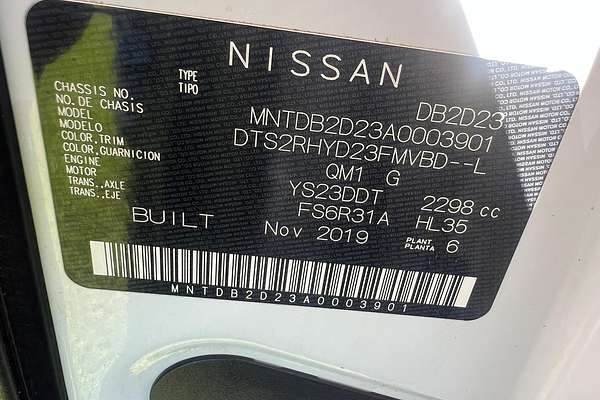 NISSAN
TYPE
TIPO DB2D23
CHASSIS NO.
NO. DE CHASIS MNTDB2D23A0003901
MODEL
MODELO DTS2RHYD23FMVBD--L
COLOR,TRIM
COLOR,GUARNICION QM1 G
ENGINE
MOTOR YS23DDT 2298 cc
TRANS.,AXLE
TRANS.,EJE FS6R31A HL35
BUILT Nov 2019 PLANT
PLANTA 6
MNTDB2D23A0003901